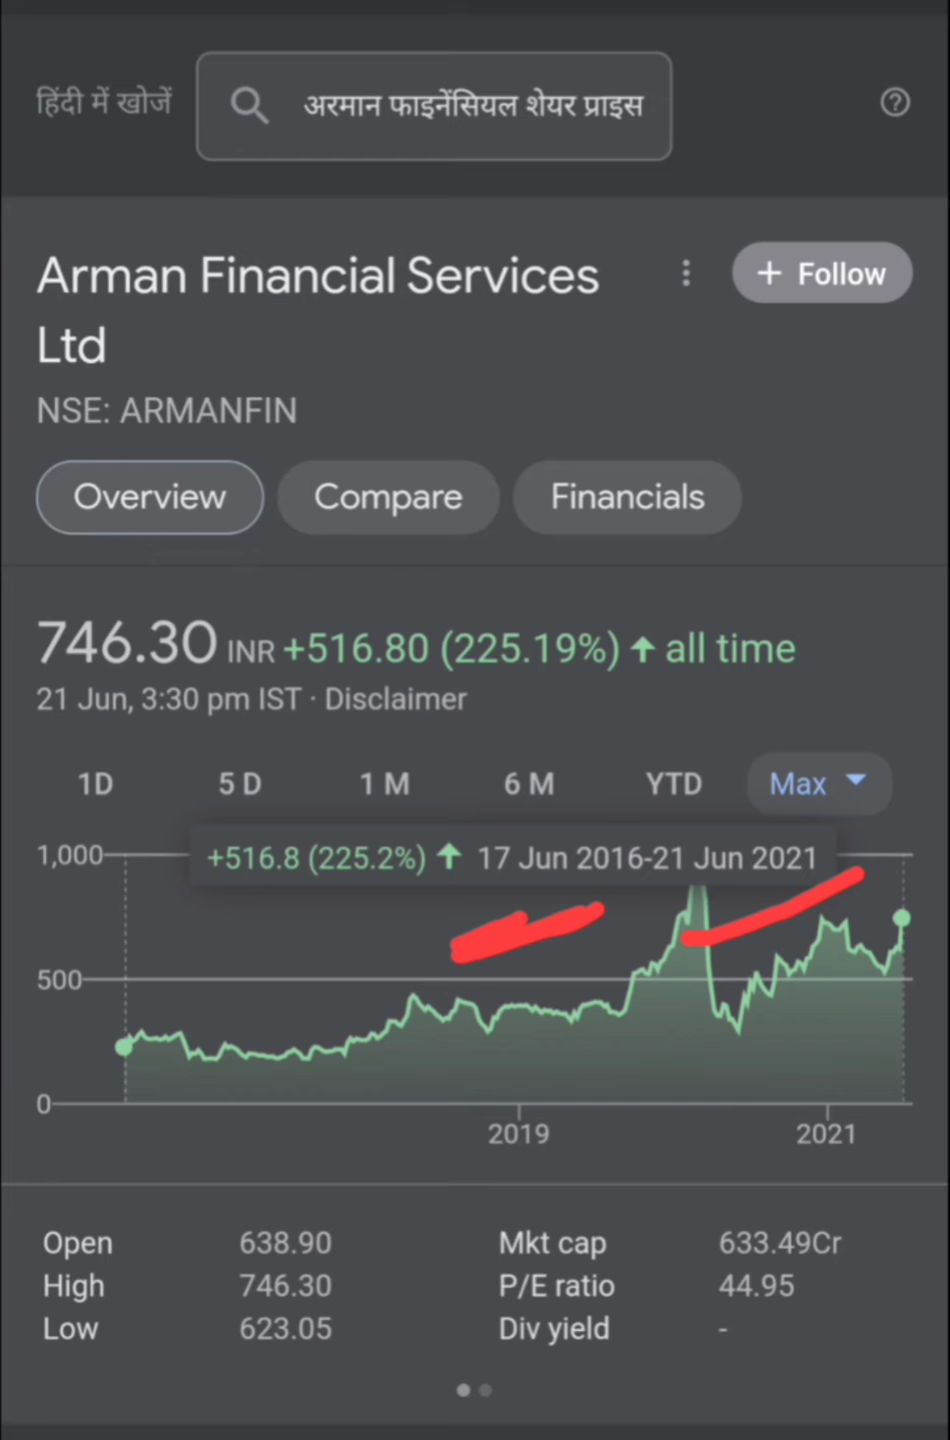 हिंदी में खोजें
अरमान फाइनेंसियल शेयर प्राइस
Arman Financial Services
Ltd
+ Follow
NSE: ARMANFIN
Overview Compare Financials
746.30 INR +516.80 (225.19%) ↑ all time
21 Jun, 3:30 pm IST · Disclaimer
1D 5 D 1 M 6 M YTD Max
+516.8 (225.2%) ↑ 17 Jun 2016-21 Jun 2021
1,000
500
0
2019 2021
Open 638.90 Mkt cap 633.49Cr
High 746.30 P/E ratio 44.95
Low 623.05 Div yield -